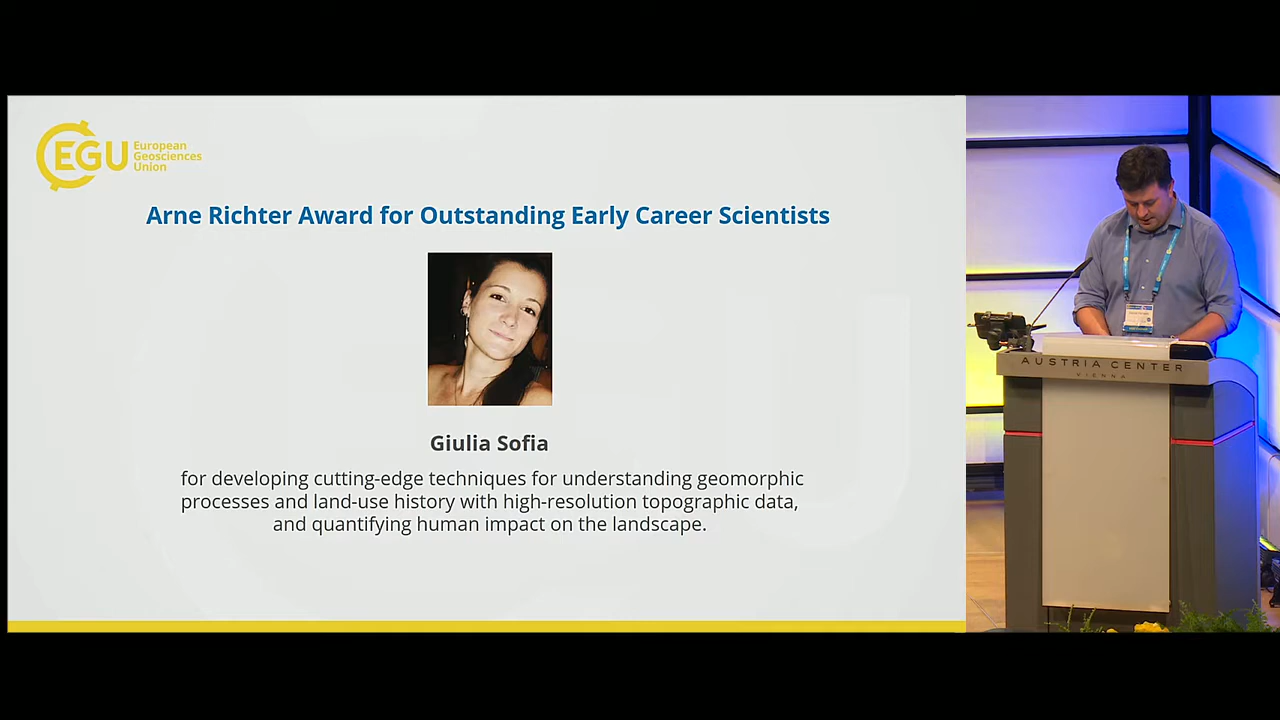 EGU
European
Geosciences
Union
Arne Richter Award for Outstanding Early Career Scientists
Giulia Sofia
for developing cutting-edge techniques for understanding geomorphic
processes and land-use history with high-resolution topographic data,
and quantifying human impact on the landscape.
AUSTRIA CENTER
VIENNA